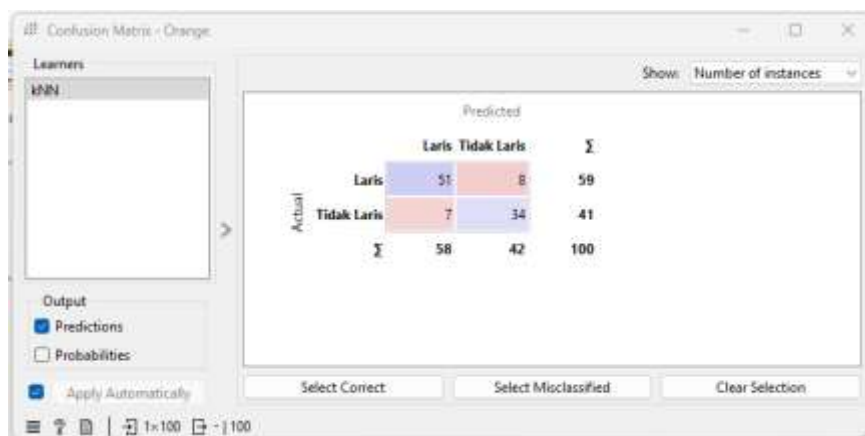 Confusion Matrix - Orange
Learners
kNN
Show: Number of instances
Predicted
Laris Tidak Laris Σ
Actual
Laris 51 8 59
Tidak Laris 7 34 41
Σ 58 42 100
Output
Predictions
Probabilities
Apply Automatically
Select Correct Select Misclassified Clear Selection
1×100 - | 100